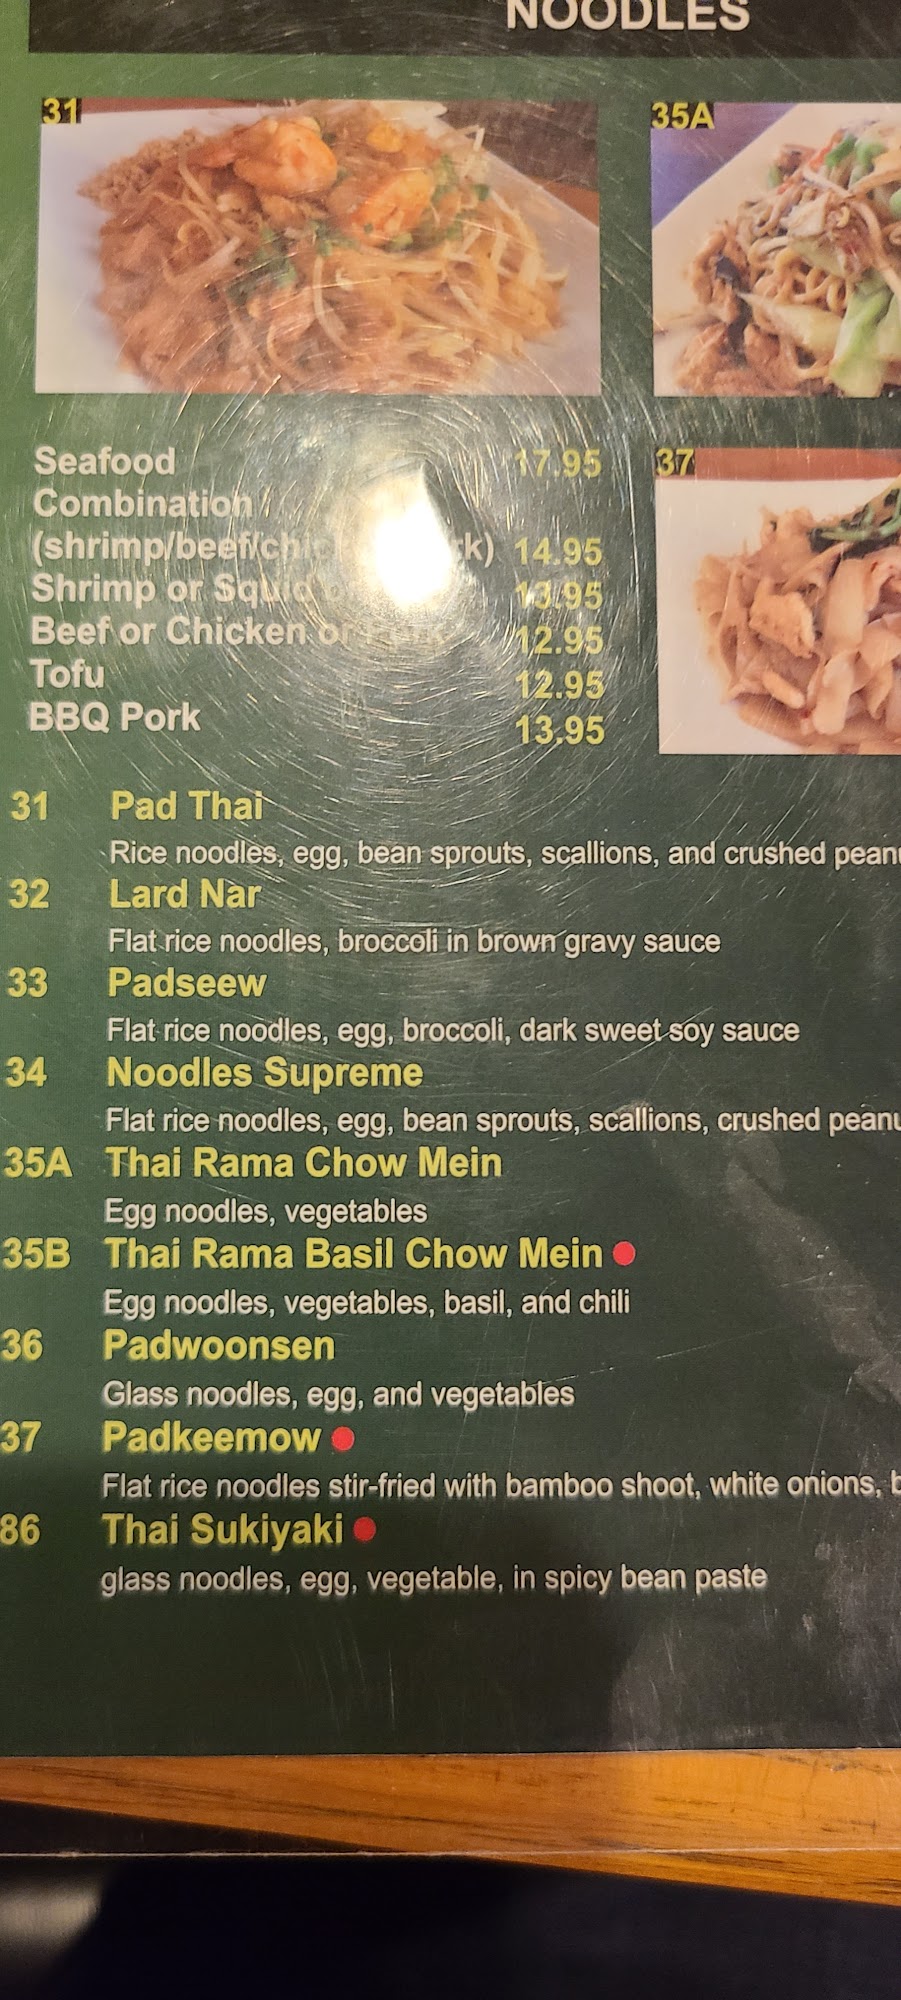 NOODLES
31
35A
Seafood 17.95
37
Combination
(shrimp/beef/chic k) 14.95
Shrimp or Squid 13.95
Beef or Chicken or Pork 12.95
Tofu 12.95
BBQ Pork 13.95
31 Pad Thai
Rice noodles, egg, bean sprouts, scallions, and crushed peanu
32 Lard Nar
Flat rice noodles, broccoli in brown gravy sauce
33 Padseew
Flat rice noodles, egg, broccoli, dark sweet soy sauce
34 Noodles Supreme
Flat rice noodles, egg, bean sprouts, scallions, crushed peanu
35A Thai Rama Chow Mein
Egg noodles, vegetables
35B Thai Rama Basil Chow Mein
Egg noodles, vegetables, basil, and chili
36 Padwoonsen
Glass noodles, egg, and vegetables
37 Padkeemow
Flat rice noodles stir-fried with bamboo shoot, white onions, b
86 Thai Sukiyaki
glass noodles, egg, vegetable, in spicy bean paste